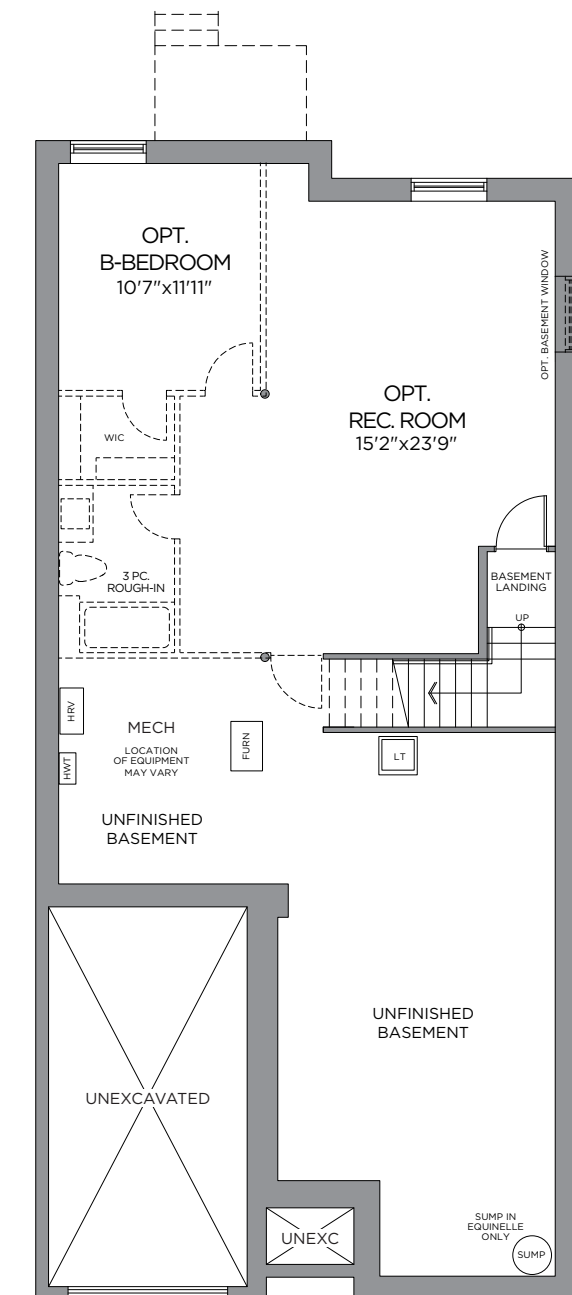 OPT.
B-BEDROOM
10'7"x11'11"
OPT. BASEMENT WINDOW
OPT.
REC. ROOM
15'2"x23'9"
WIC
3 PC.
ROUGH-IN
BASEMENT
LANDING
UP
HRV
MECH
LOCATION
OF EQUIPMENT
MAY VARY
FURN
HWT
LT
UNFINISHED
BASEMENT
UNFINISHED
BASEMENT
UNEXCAVATED
UNEXC
SUMP IN
EQUINELLE
ONLY
SUMP